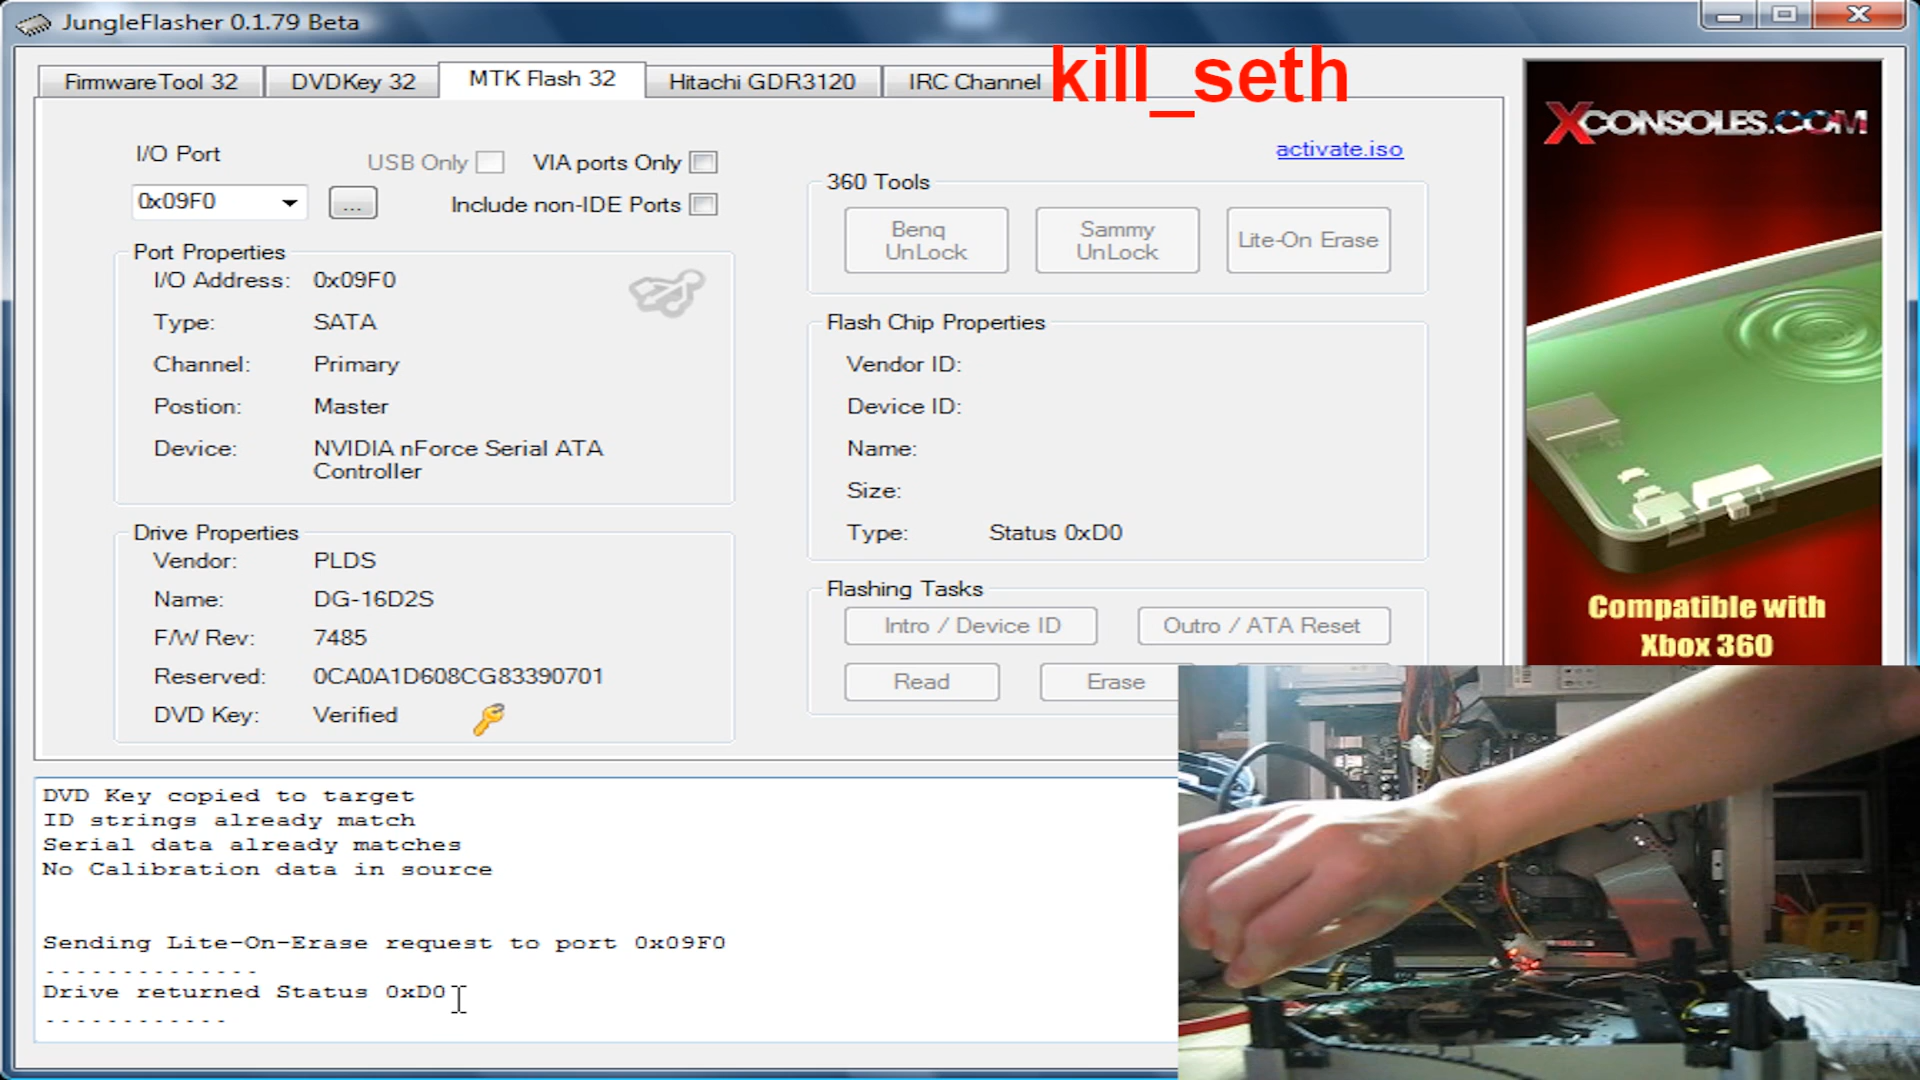 JungleFlasher 0.1.79 Beta
kill_seth
FirmwareTool 32
DVDKey 32
MTK Flash 32
Hitachi GDR3120
IRC Channel
XCONSOLES.COM
I/O Port
USB Only
VIA ports Only
activate.iso
0x09F0
...
Include non-IDE Ports
360 Tools
Benq
UnLock
Sammy
UnLock
Lite-On Erase
Port Properties
I/O Address: 0x09F0
Type: SATA
Channel: Primary
Postion: Master
Device: NVIDIA nForce Serial ATA
Controller
Flash Chip Properties
Vendor ID:
Device ID:
Name:
Size:
Type: Status 0xD0
Drive Properties
Vendor: PLDS
Name: DG-16D2S
F/W Rev: 7485
Reserved: 0CA0A1D608CG83390701
DVD Key: Verified
Flashing Tasks
Intro / Device ID
Outro / ATA Reset
Read
Erase
Compatible with
Xbox 360
DVD Key copied to target
ID strings already match
Serial data already matches
No Calibration data in source
Sending Lite-On-Erase request to port 0x09F0
--------------
Drive returned Status 0xD0
------------